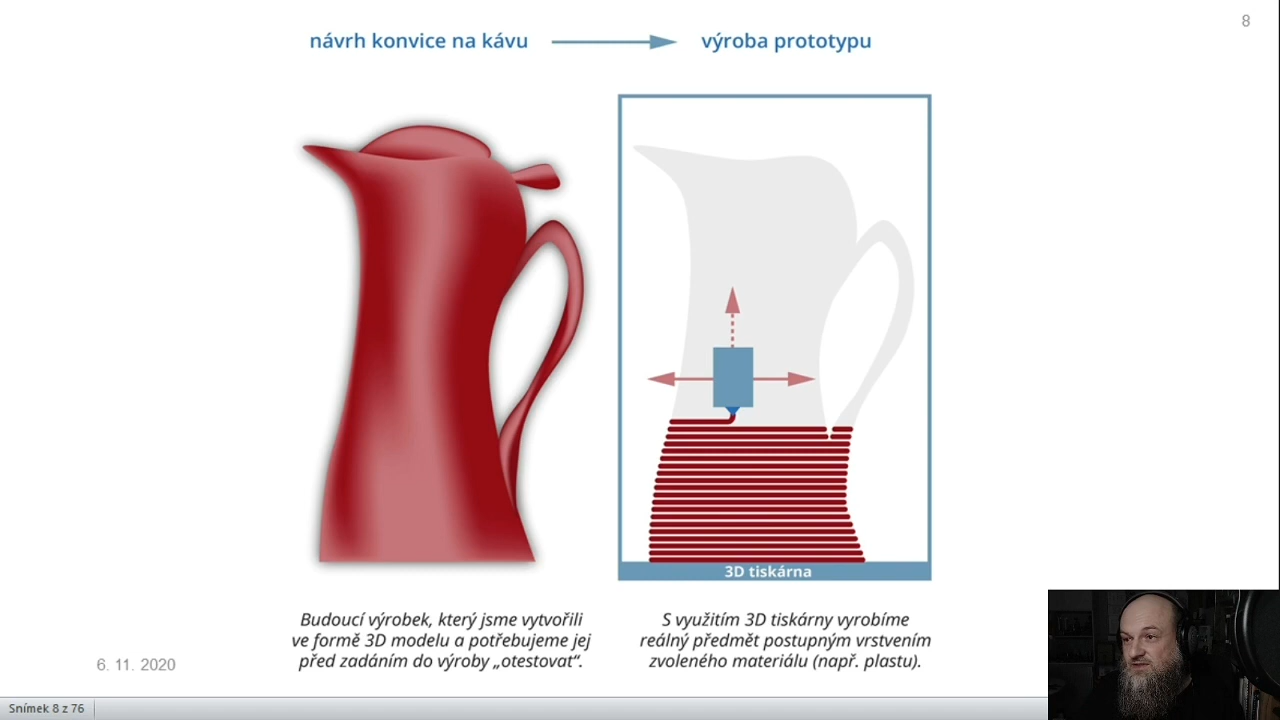 8
návrh konvice na kávu
výroba prototypu
3D tiskárna
Budoucí výrobek, který jsme vytvořili
ve formě 3D modelu a potřebujeme jej
před zadáním do výroby „otestovat“.
S využitím 3D tiskárny vyrobíme
reálný předmět postupným vrstvením
zvoleného materiálu (např. plastu).
6. 11. 2020
Snímek 8 z 76